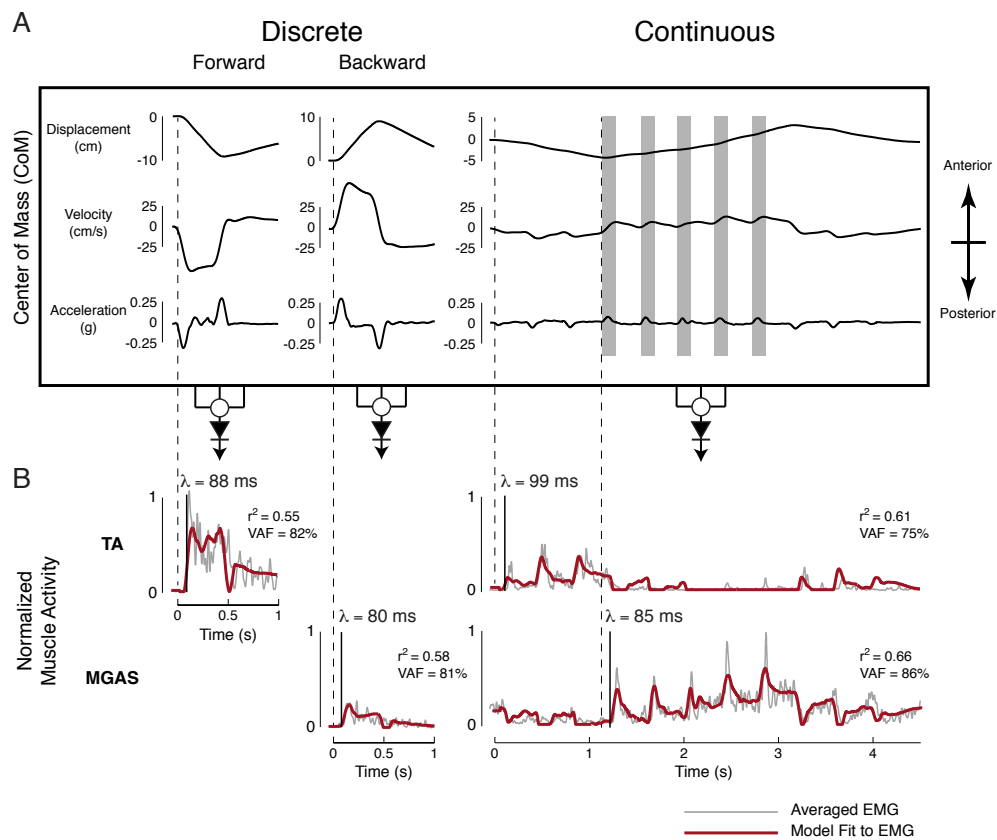 A
Discrete
Continuous
Forward
Backward
Center of Mass (CoM)
Displacement
(cm)
0
-10
10
0
5
0
-5
Velocity
(cm/s)
25
0
-25
25
0
-25
25
0
-25
Acceleration
(g)
0.25
0
-0.25
0.25
0
-0.25
0.25
0
-0.25
Anterior
Posterior
B
Normalized
Muscle Activity
TA
λ = 88 ms
r² = 0.55
VAF = 82%
1
0
0 0.5 1
Time (s)
λ = 99 ms
r² = 0.61
VAF = 75%
1
0
MGAS
λ = 80 ms
r² = 0.58
VAF = 81%
1
0
0 0.5 1
Time (s)
λ = 85 ms
r² = 0.66
VAF = 86%
1
0
0 1 2 3 4
Time (s)
Averaged EMG
Model Fit to EMG